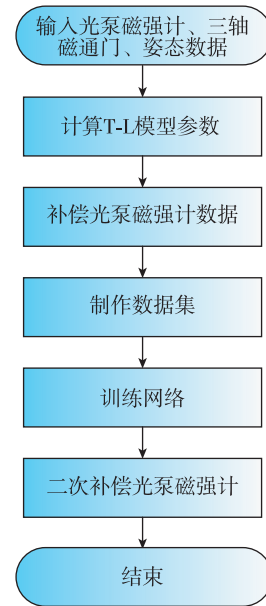 输入光泵磁强计、三轴
磁通门、姿态数据
计算T-L模型参数
补偿光泵磁强计数据
制作数据集
训练网络
二次补偿光泵磁强计
结束